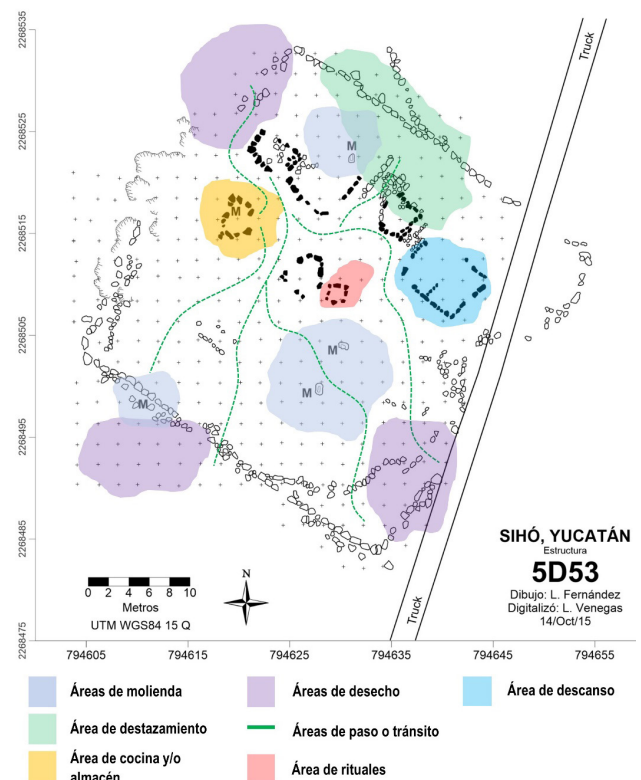 2268535
2268525
2268515
2268505
2268495
2268485
2268475
Truck
M
M
M
M
M
SIHÓ, YUCATÁN
Estructura
5D53
Dibujo: L. Fernández
Digitalizó: L. Venegas
14/Oct/15
0 2 4 6 8 10
Metros
UTM WGS84 15 Q
N
Truck
794605 794615 794625 794635 794645 794655
Áreas de molienda
Áreas de desecho
Área de descanso
Área de destazamiento
Áreas de paso o tránsito
Área de cocina y/o
almacén
Área de rituales